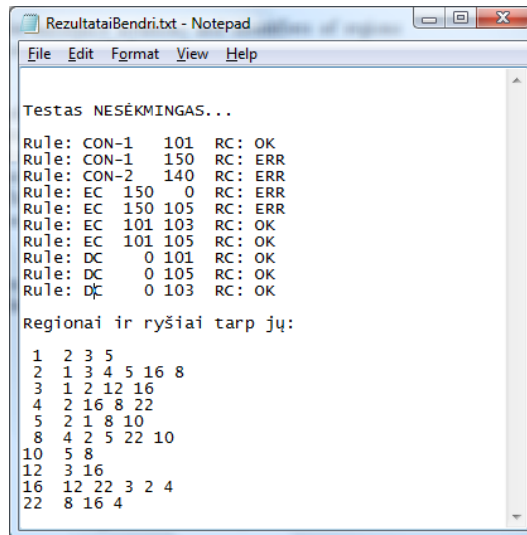 RezultataiBendri.txt - Notepad
File Edit Format View Help
Testas NESĖKMINGAS...
Rule: CON-1 101 RC: OK
Rule: CON-1 150 RC: ERR
Rule: CON-2 140 RC: ERR
Rule: EC 150 0 RC: ERR
Rule: EC 150 105 RC: ERR
Rule: EC 101 103 RC: OK
Rule: EC 101 105 RC: OK
Rule: DC 0 101 RC: OK
Rule: DC 0 105 RC: OK
Rule: DC 0 103 RC: OK
Regionai ir ryšiai tarp jų:
1 2 3 5
2 1 3 4 5 16 8
3 1 2 12 16
4 2 16 8 22
5 2 1 8 10
8 4 2 5 22 10
10 5 8
12 3 16
16 12 22 3 2 4
22 8 16 4